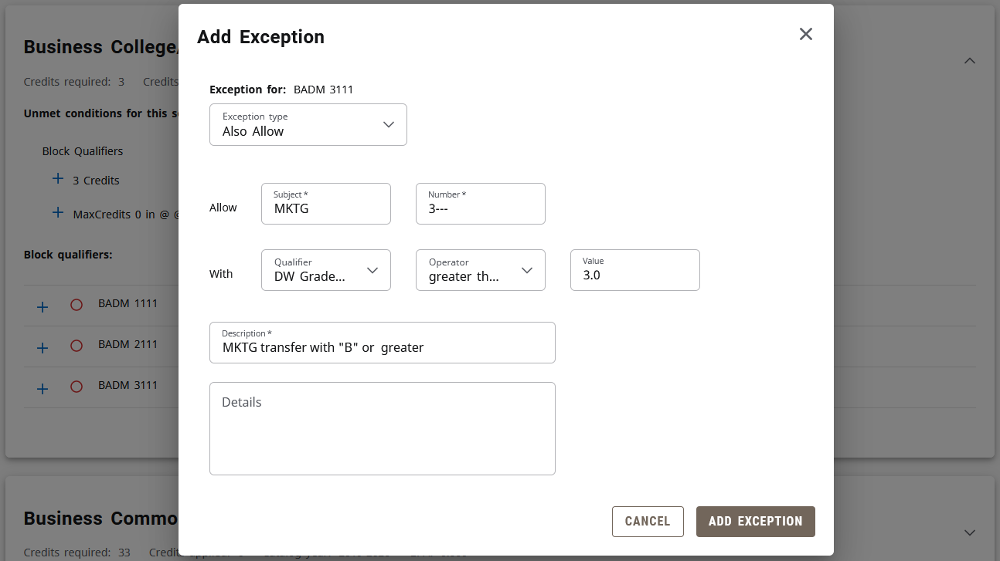 Add Exception
Exception for: BADM 3111
Exception type
Also Allow
Allow
Subject *
MKTG
Number *
3---
With
Qualifier
DW Grade...
Operator
greater th...
Value
3.0
Description *
MKTG transfer with "B" or greater
Details
CANCEL
ADD EXCEPTION
Business College
Credits required: 3 Credits
Unmet conditions for this
Block Qualifiers
3 Credits
MaxCredits 0 in @
Block qualifiers:
BADM 1111
BADM 2111
BADM 3111
Business Commo
Credits required: 33